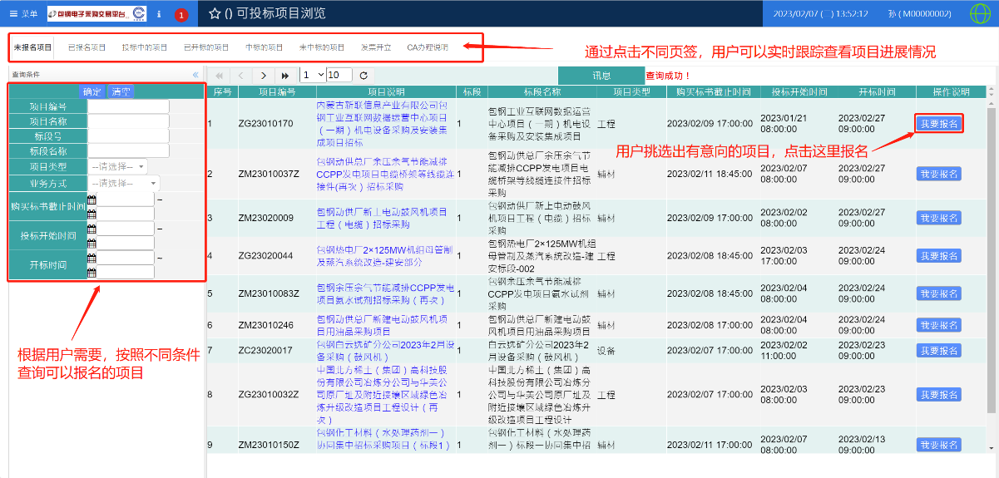 菜单 包钢电子采购交易平台 1 ☆ () 可投标项目浏览 2023/02/07 (二) 13:52:12 孙 ( M00000002)
未报名项目 已报名项目 投标中的项目 已开标的项目 中标的项目 未中标的项目 发票开立 CA办理说明
通过点击不同页签，用户可以实时跟踪查看项目进展情况
查询条件 «
1 10 讯息 查询成功！
确定 清空
项目编号
项目名称
标段号
标段名称
项目类型 --请选择--
业务方式 --请选择--
购买标书截止时间 ~
投标开始时间 ~
开标时间 ~
根据用户需要，按照不同条件
查询可以报名的项目
序号 项目编号 项目说明 标段 标段名称 项目类型 购买标书截止时间 投标开始时间 开标时间 操作说明
1 ZG23010170 内蒙古新联信息产业有限公司包
钢工业互联网数据运营中心项目
（一期）机电设备采购及安装集
成项目招标 1 包钢工业互联网数据运营
中心项目（一期）机电设
备采购及安装集成项目 工程 2023/02/09 17:00:00 2023/01/21
08:00:00 2023/02/27
09:00:00 我要报名
用户挑选出有意向的项目，点击这里报名
2 ZM23010037Z 包钢动供总厂余压余气节能减排
CCPP发电项目电缆桥架等线缆连
接件(再次）招标采购 1 包钢动供总厂余压余气节
能减排CCPP发电项目电
缆桥架等线缆连接件招标
采购 辅材 2023/02/11 18:45:00 2023/02/07
08:00:00 2023/02/27
09:00:00 我要报名
3 ZM23020009 包钢动供厂新上电动鼓风机项目
工程（电缆）招标采购 1 包钢动供厂新上电动鼓风
机项目工程（电缆）招标
采购 辅材 2023/02/09 17:00:00 2023/02/02
08:00:00 2023/02/27
09:00:00 我要报名
4 ZG23020044 包钢热电厂2×125MW机组母管制
及蒸汽系统改造-建安部分 1 包钢热电厂2×125MW机组
母管制及蒸汽系统改造-建
安标段-002 工程 2023/02/08 18:45:00 2023/02/03
17:00:00 2023/02/24
09:00:00 我要报名
5 ZM23010083Z 包钢余压余气节能减排CCPP发电
项目氨水试剂招标采购（再次） 1 包钢余压余气节能减排
CCPP发电项目氨水试剂
采购 辅材 2023/02/08 18:45:00 2023/02/04
08:00:00 2023/02/24
09:00:00 我要报名
6 ZM23010246 包钢动供总厂新建电动鼓风机项
目用油品采购项目 1 包钢动供总厂新建电动鼓
风机项目用油品采购项目 辅材 2023/02/08 17:00:00 2023/02/04
08:00:00 2023/02/24
09:00:00 我要报名
7 ZC23020017 包钢白云选矿分公司2023年2月设
备采购（鼓风机） 1 白云选矿分公司2023年2
月设备采购（鼓风机） 设备 2023/02/08 17:00:00 2023/02/02
11:00:00 2023/02/23
09:00:00 我要报名
8 ZG23010032Z 中国北方稀土（集团）高科技股
份有限公司冶炼分公司与华美公
司原厂址及附近接壤区域绿色冶
炼升级改造项目工程设计（再
次） 1 中国北方稀土（集团）高
科技股份有限公司冶炼分
公司与华美公司原厂址及
附近接壤区域绿色冶炼升
级改造项目工程设计 工程 2023/02/07 17:00:00 2023/02/03
08:00:00 2023/02/23
09:00:00 我要报名
9 ZM23010150Z 包钢化工材料（水处理药剂一）
协同集中招标采购项目（标段1） 1 包钢化工材料（水处理药
剂一）标段一协同集中招 辅材 2023/02/11 17:00:00 2023/02/07
08:00:00 2023/02/13
09:00:00 我要报名